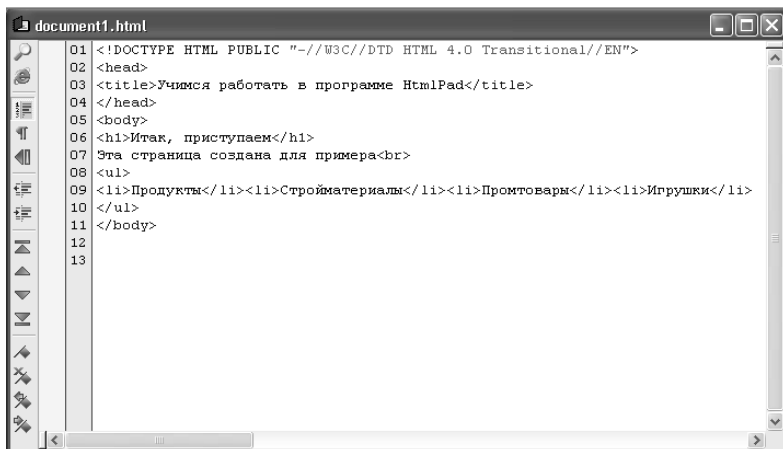 document1.html
01 <!DOCTYPE HTML PUBLIC "-//W3C//DTD HTML 4.0 Transitional//EN">
02 <head>
03 <title>Учимся работать в программе HtmlPad</title>
04 </head>
05 <body>
06 <h1>Итак, приступаем</h1>
07 Эта страница создана для примера<br>
08 <ul>
09 <li>Продукты</li><li>Стройматериалы</li><li>Промтовары</li><li>Игрушки</li>
10 </ul>
11 </body>
12
13